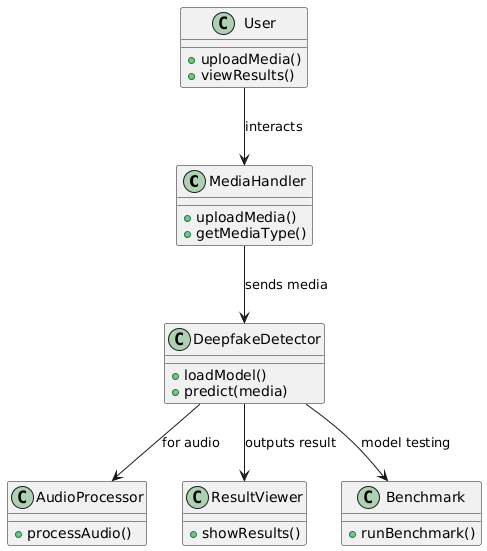 C User
uploadMedia()
viewResults()
interacts
C MediaHandler
uploadMedia()
getMediaType()
sends media
C DeepfakeDetector
loadModel()
predict(media)
for audio
outputs result
model testing
C AudioProcessor
processAudio()
C ResultViewer
showResults()
C Benchmark
runBenchmark()